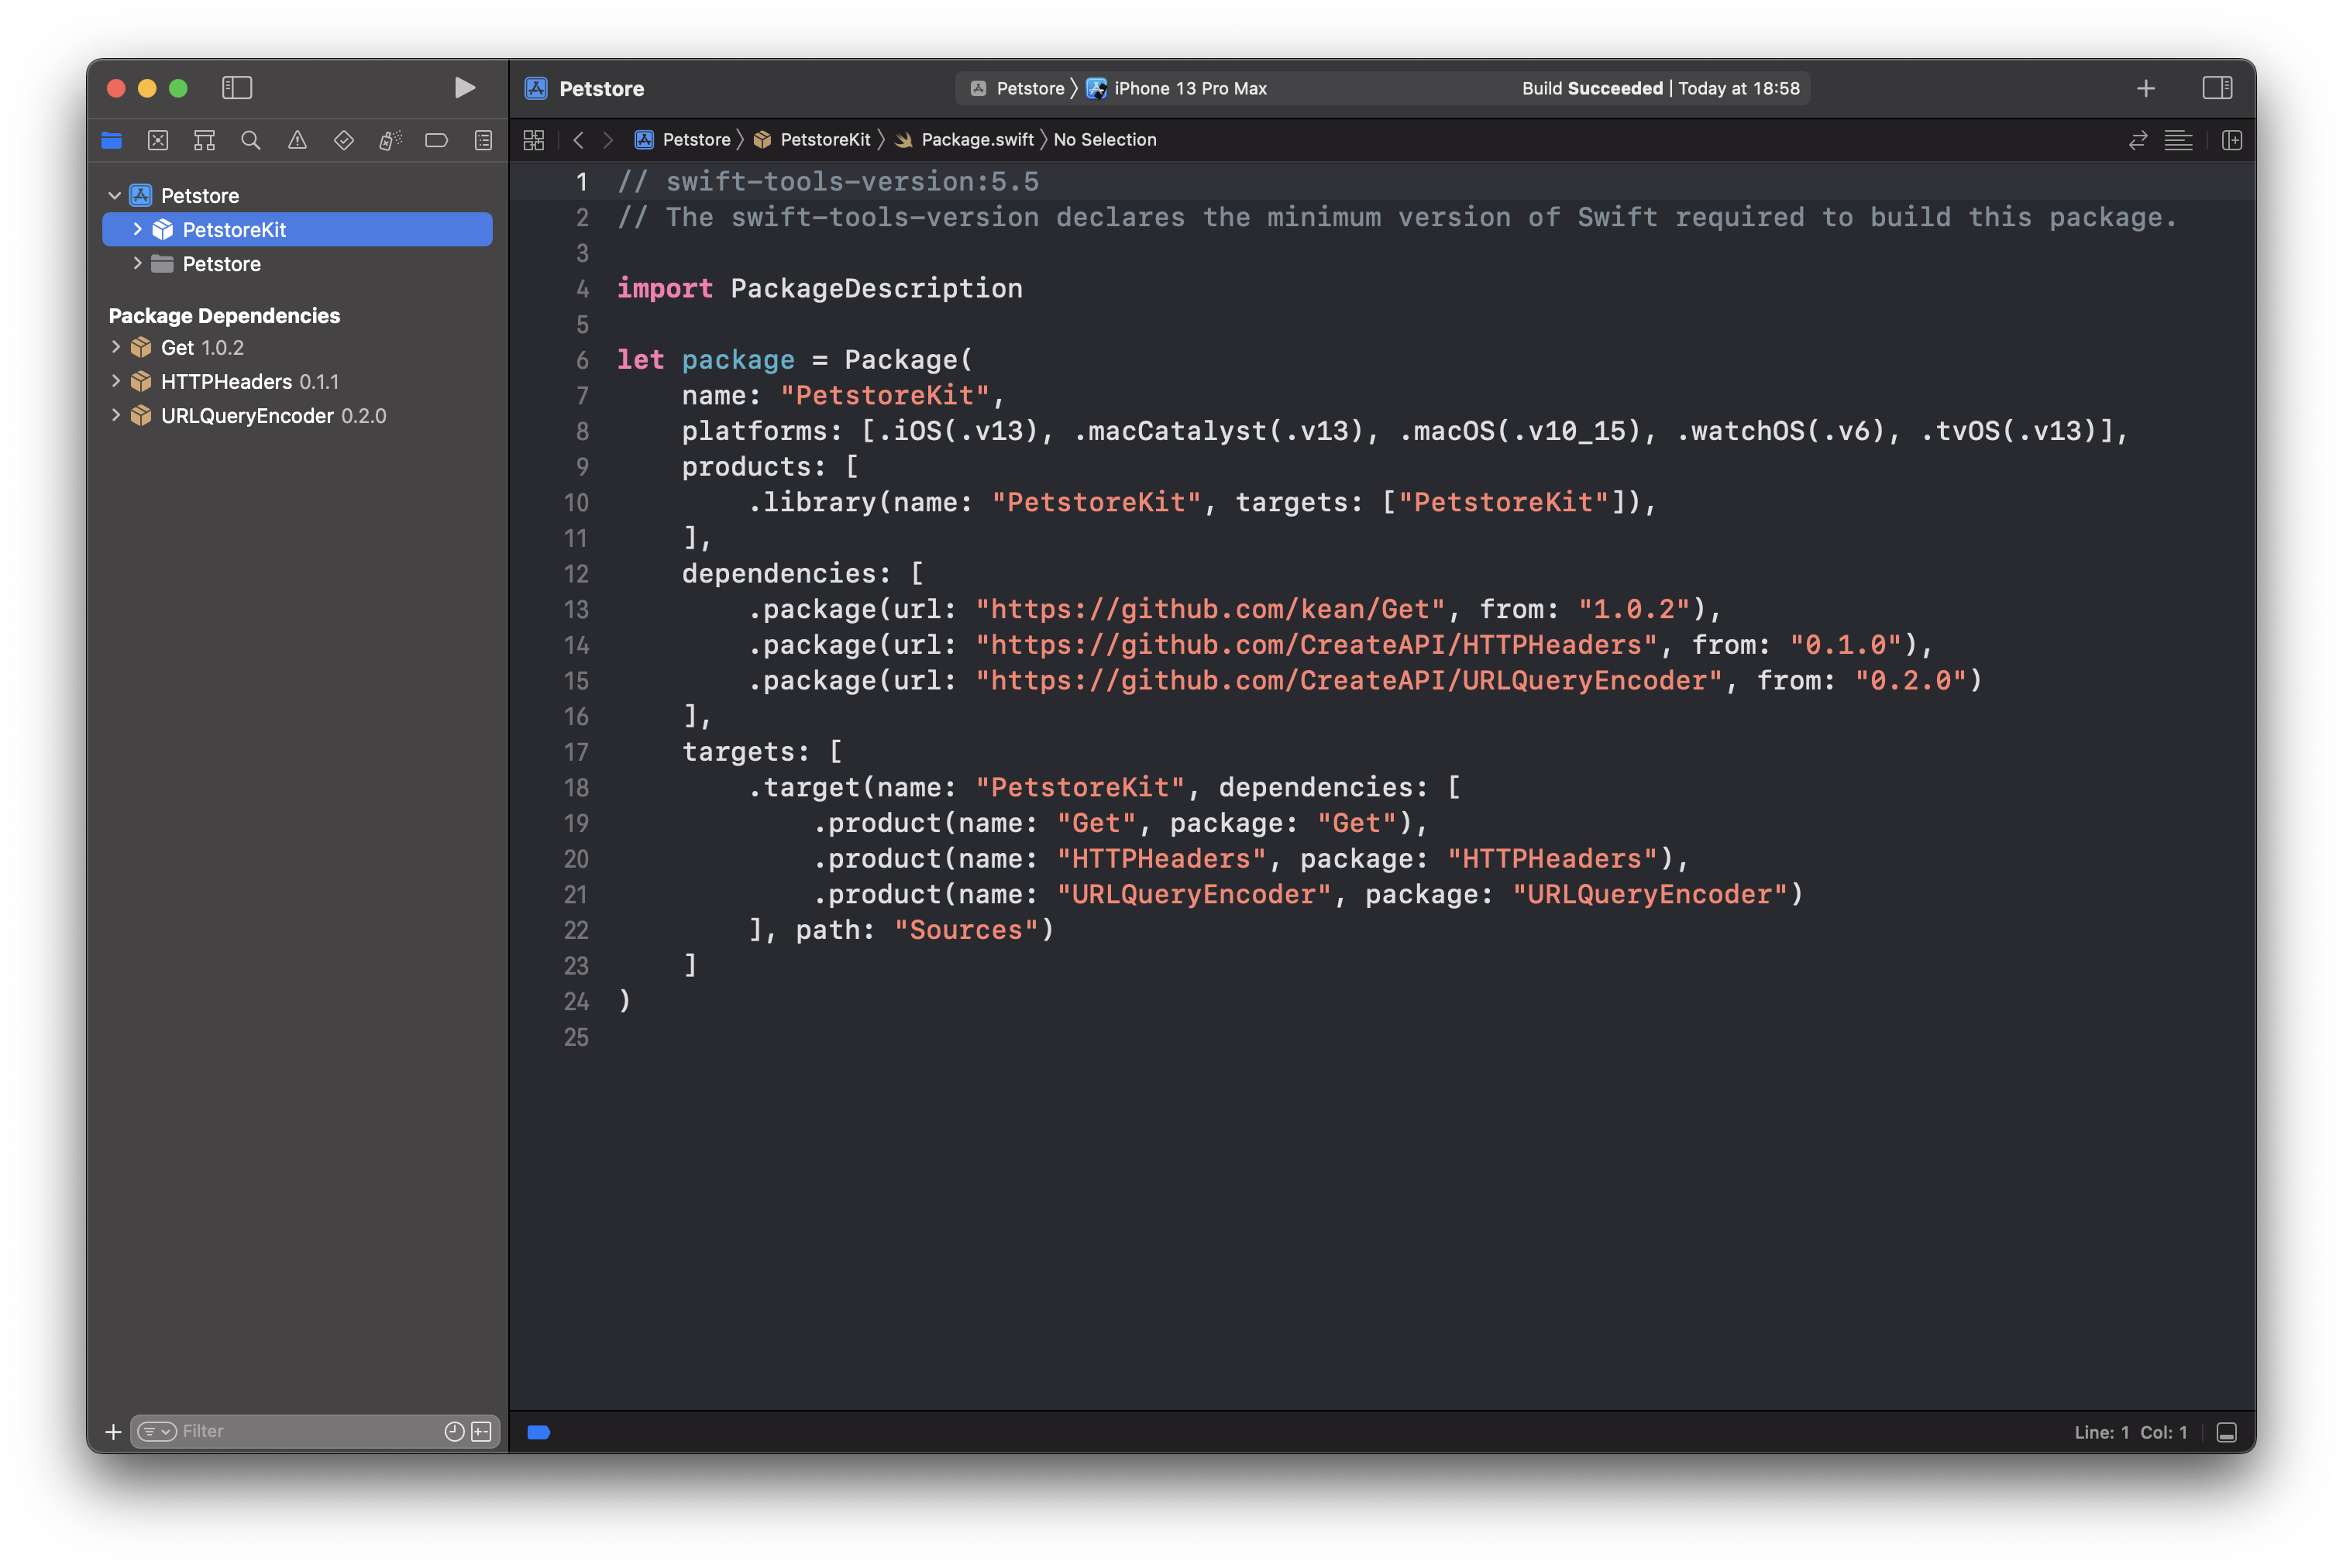 Petstore
Petstore
iPhone 13 Pro Max
Build Succeeded | Today at 18:58
Petstore
PetstoreKit
Package.swift
No Selection
Petstore
PetstoreKit
Petstore
Package Dependencies
Get 1.0.2
HTTPHeaders 0.1.1
URLQueryEncoder 0.2.0
Filter
1 // swift-tools-version:5.5
2 // The swift-tools-version declares the minimum version of Swift required to build this package.
3
4 import PackageDescription
5
6 let package = Package(
7     name: "PetstoreKit",
8     platforms: [.iOS(.v13), .macCatalyst(.v13), .macOS(.v10_15), .watchOS(.v6), .tvOS(.v13)],
9     products: [
10         .library(name: "PetstoreKit", targets: ["PetstoreKit"]),
11     ],
12     dependencies: [
13         .package(url: "https://github.com/kean/Get", from: "1.0.2"),
14         .package(url: "https://github.com/CreateAPI/HTTPHeaders", from: "0.1.0"),
15         .package(url: "https://github.com/CreateAPI/URLQueryEncoder", from: "0.2.0")
16     ],
17     targets: [
18         .target(name: "PetstoreKit", dependencies: [
19             .product(name: "Get", package: "Get"),
20             .product(name: "HTTPHeaders", package: "HTTPHeaders"),
21             .product(name: "URLQueryEncoder", package: "URLQueryEncoder")
22         ], path: "Sources")
23     ]
24 )
25
Line: 1 Col: 1